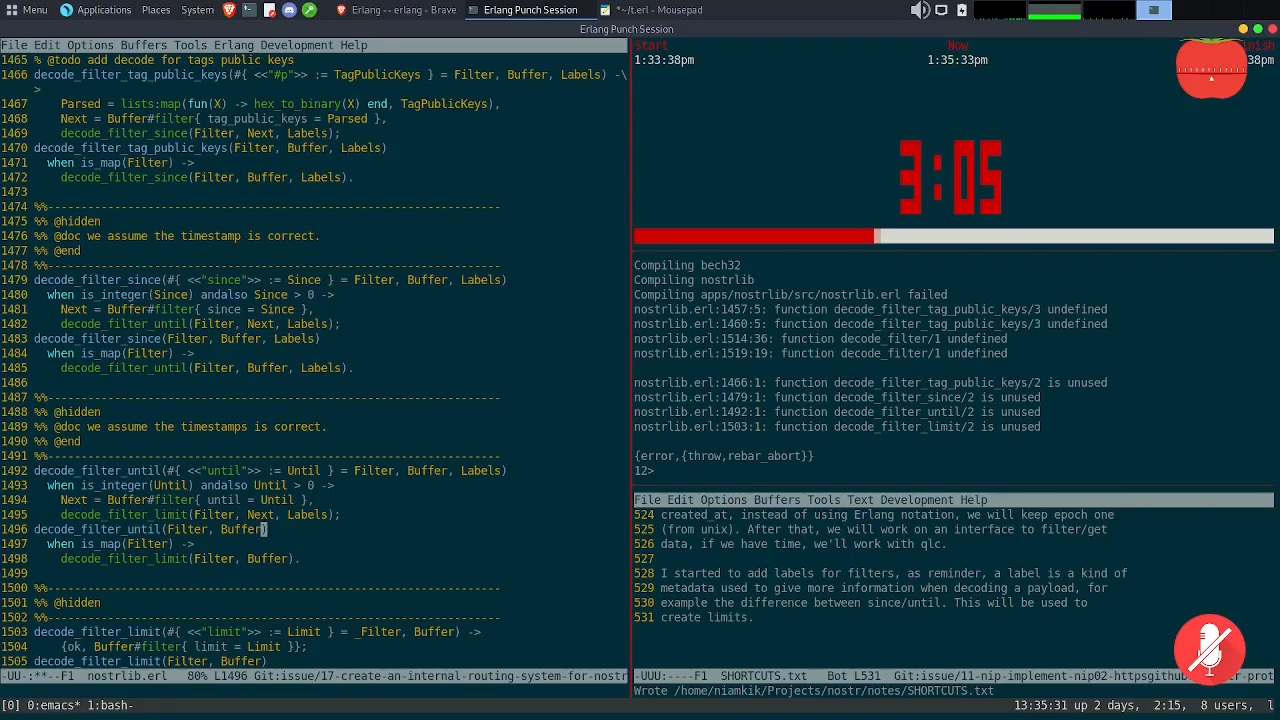 Menu Applications Places System Erlang -- erlang - Brave Erlang Punch Session *~/t.erl - Mousepad
Erlang Punch Session
File Edit Options Buffers Tools Erlang Development Help
1465 % @todo add decode for tags public keys
1466 decode_filter_tag_public_keys(#{ <<"#p">> := TagPublicKeys } = Filter, Buffer, Labels) -\
>
1467     Parsed = lists:map(fun(X) -> hex_to_binary(X) end, TagPublicKeys),
1468     Next = Buffer#filter{ tag_public_keys = Parsed },
1469     decode_filter_since(Filter, Next, Labels);
1470 decode_filter_tag_public_keys(Filter, Buffer, Labels)
1471   when is_map(Filter) ->
1472     decode_filter_since(Filter, Buffer, Labels).
1473
1474 %%--------------------------------------------------------------------
1475 %% @hidden
1476 %% @doc we assume the timestamp is correct.
1477 %% @end
1478 %%--------------------------------------------------------------------
1479 decode_filter_since(#{ <<"since">> := Since } = Filter, Buffer, Labels)
1480   when is_integer(Since) andalso Since > 0 ->
1481     Next = Buffer#filter{ since = Since },
1482     decode_filter_until(Filter, Next, Labels);
1483 decode_filter_since(Filter, Buffer, Labels)
1484   when is_map(Filter) ->
1485     decode_filter_until(Filter, Buffer, Labels).
1486
1487 %%--------------------------------------------------------------------
1488 %% @hidden
1489 %% @doc we assume the timestamps is correct.
1490 %% @end
1491 %%--------------------------------------------------------------------
1492 decode_filter_until(#{ <<"until">> := Until } = Filter, Buffer, Labels)
1493   when is_integer(Until) andalso Until > 0 ->
1494     Next = Buffer#filter{ until = Until },
1495     decode_filter_limit(Filter, Next, Labels);
1496 decode_filter_until(Filter, Buffer)
1497   when is_map(Filter) ->
1498     decode_filter_limit(Filter, Buffer).
1499
1500 %%--------------------------------------------------------------------
1501 %% @hidden
1502 %%--------------------------------------------------------------------
1503 decode_filter_limit(#{ <<"limit">> := Limit } = _Filter, Buffer) ->
1504     {ok, Buffer#filter{ limit = Limit }};
1505 decode_filter_limit(Filter, Buffer)
-UU-:**--F1  nostrlib.erl   80% L1496  Git:issue/17-create-an-internal-routing-system-for-nostr
Start Now
1:33:38pm 1:35:33pm 38pm
3:05
Compiling bech32
Compiling nostrlib
Compiling apps/nostrlib/src/nostrlib.erl failed
nostrlib.erl:1457:5: function decode_filter_tag_public_keys/3 undefined
nostrlib.erl:1460:5: function decode_filter_tag_public_keys/3 undefined
nostrlib.erl:1514:36: function decode_filter/1 undefined
nostrlib.erl:1519:19: function decode_filter/1 undefined
nostrlib.erl:1466:1: function decode_filter_tag_public_keys/2 is unused
nostrlib.erl:1479:1: function decode_filter_since/2 is unused
nostrlib.erl:1492:1: function decode_filter_until/2 is unused
nostrlib.erl:1503:1: function decode_filter_limit/2 is unused
{error,{throw,rebar_abort}}
12>
File Edit Options Buffers Tools Text Development Help
524 created_at, instead of using Erlang notation, we will keep epoch one
525 (from unix). After that, we will work on an interface to filter/get
526 data, if we have time, we'll work with qlc.
527
528 I started to add labels for filters, as reminder, a label is a kind of
529 metadata used to give more information when decoding a payload, for
530 example the difference between since/until. This will be used to
531 create limits.
-UUU:----F1  SHORTCUTS.txt   Bot L531   Git:issue/11-nip-implement-nip02-httpsgithub
Wrote /home/niamkik/Projects/nostr/notes/SHORTCUTS.txt
[0] 0:emacs* 1:bash- 13:35:31 up 2 days, 2:15, 8 users, l